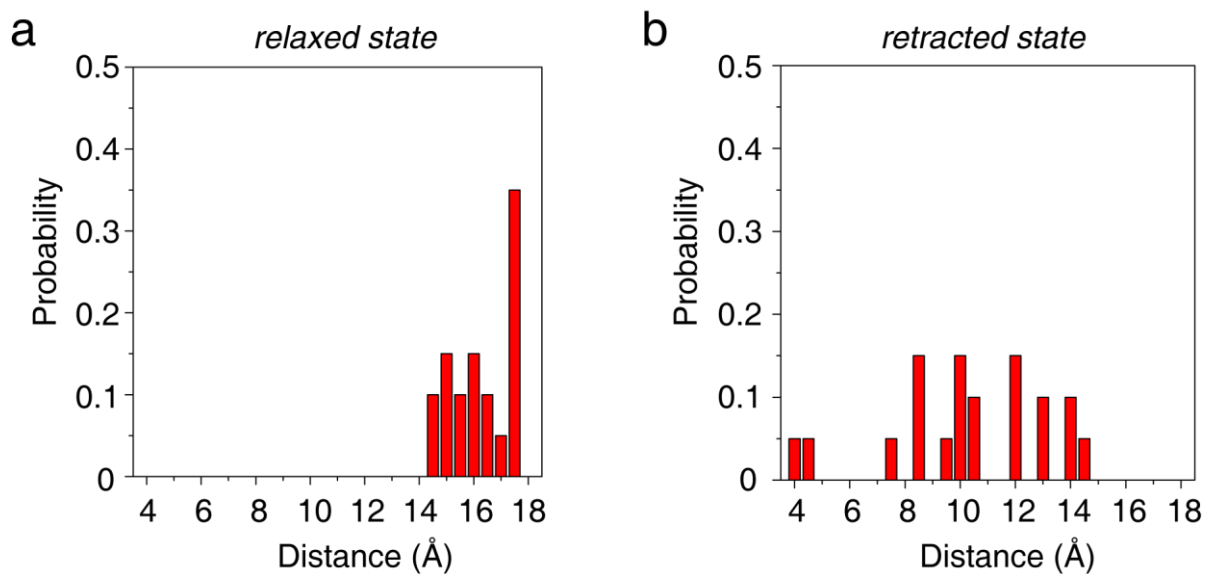 a
relaxed state
0.5
0.4
0.3
0.2
0.1
0
Probability
4 6 8 10 12 14 16 18
Distance (Å)
b
retracted state
0.5
0.4
0.3
0.2
0.1
0
Probability
4 6 8 10 12 14 16 18
Distance (Å)